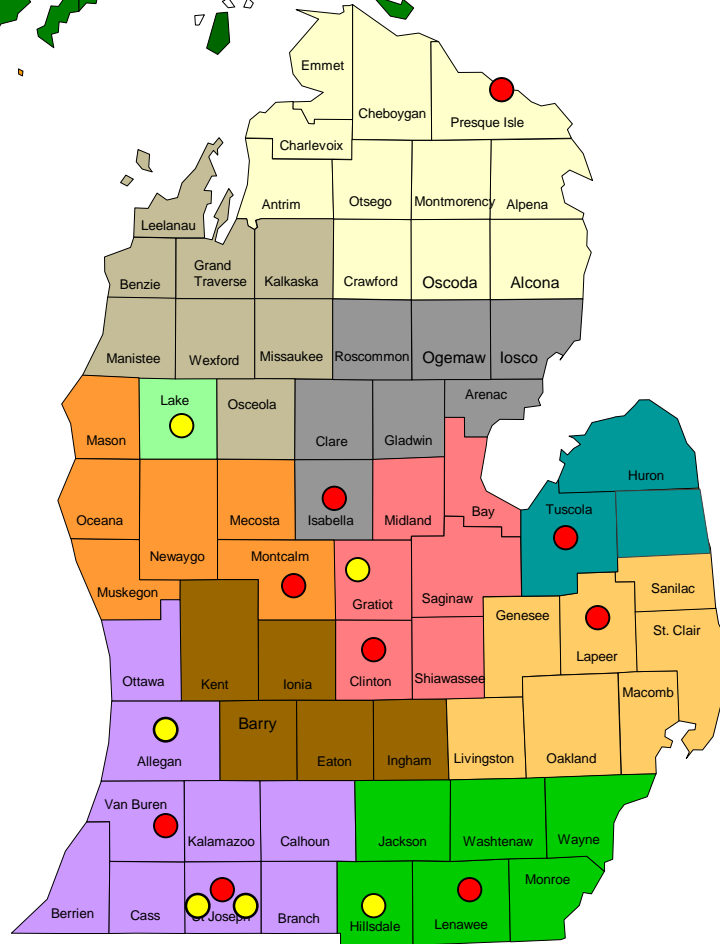 Emmet
Cheboygan
Presque Isle
Charlevoix
Antrim
Otsego
Montmorency
Alpena
Leelanau
Benzie
Grand
Traverse
Kalkaska
Crawford
Oscoda
Alcona
Manistee
Wexford
Missaukee
Roscommon
Ogemaw
Iosco
Mason
Lake
Osceola
Clare
Gladwin
Arenac
Huron
Oceana
Newaygo
Mecosta
Isabella
Midland
Bay
Tuscola
Muskegon
Montcalm
Gratiot
Saginaw
Genesee
Lapeer
Sanilac
St. Clair
Ottawa
Kent
Ionia
Clinton
Shiawassee
Macomb
Allegan
Barry
Eaton
Ingham
Livingston
Oakland
Van Buren
Kalamazoo
Calhoun
Jackson
Washtenaw
Wayne
Berrien
Cass
St Joseph
Branch
Hillsdale
Lenawee
Monroe